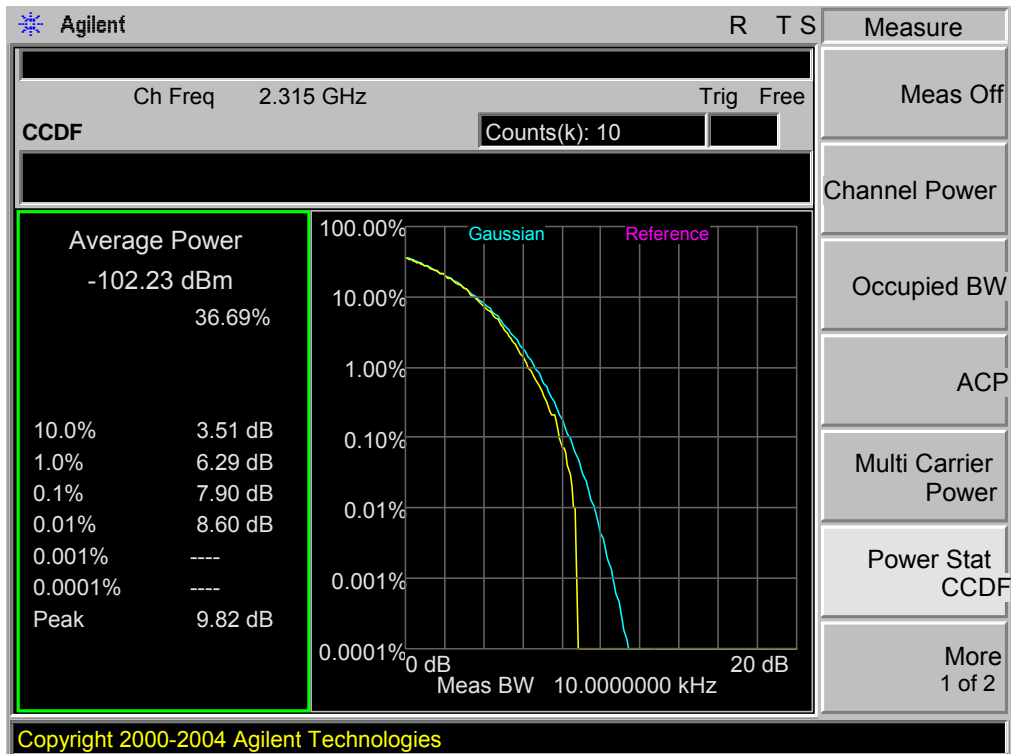 Agilent
R T S
Measure
Ch Freq 2.315 GHz
Trig Free
CCDF
Counts(k): 10
Average Power
-102.23 dBm
36.69%
10.0% 3.51 dB
1.0% 6.29 dB
0.1% 7.90 dB
0.01% 8.60 dB
0.001% ----
0.0001% ----
Peak 9.82 dB
Gaussian
Reference
100.00%
10.00%
1.00%
0.10%
0.01%
0.001%
0.0001%
0 dB
20 dB
Meas BW 10.0000000 kHz
Meas Off
Channel Power
Occupied BW
ACP
Multi Carrier
Power
Power Stat
CCDF
More
1 of 2
Copyright 2000-2004 Agilent Technologies